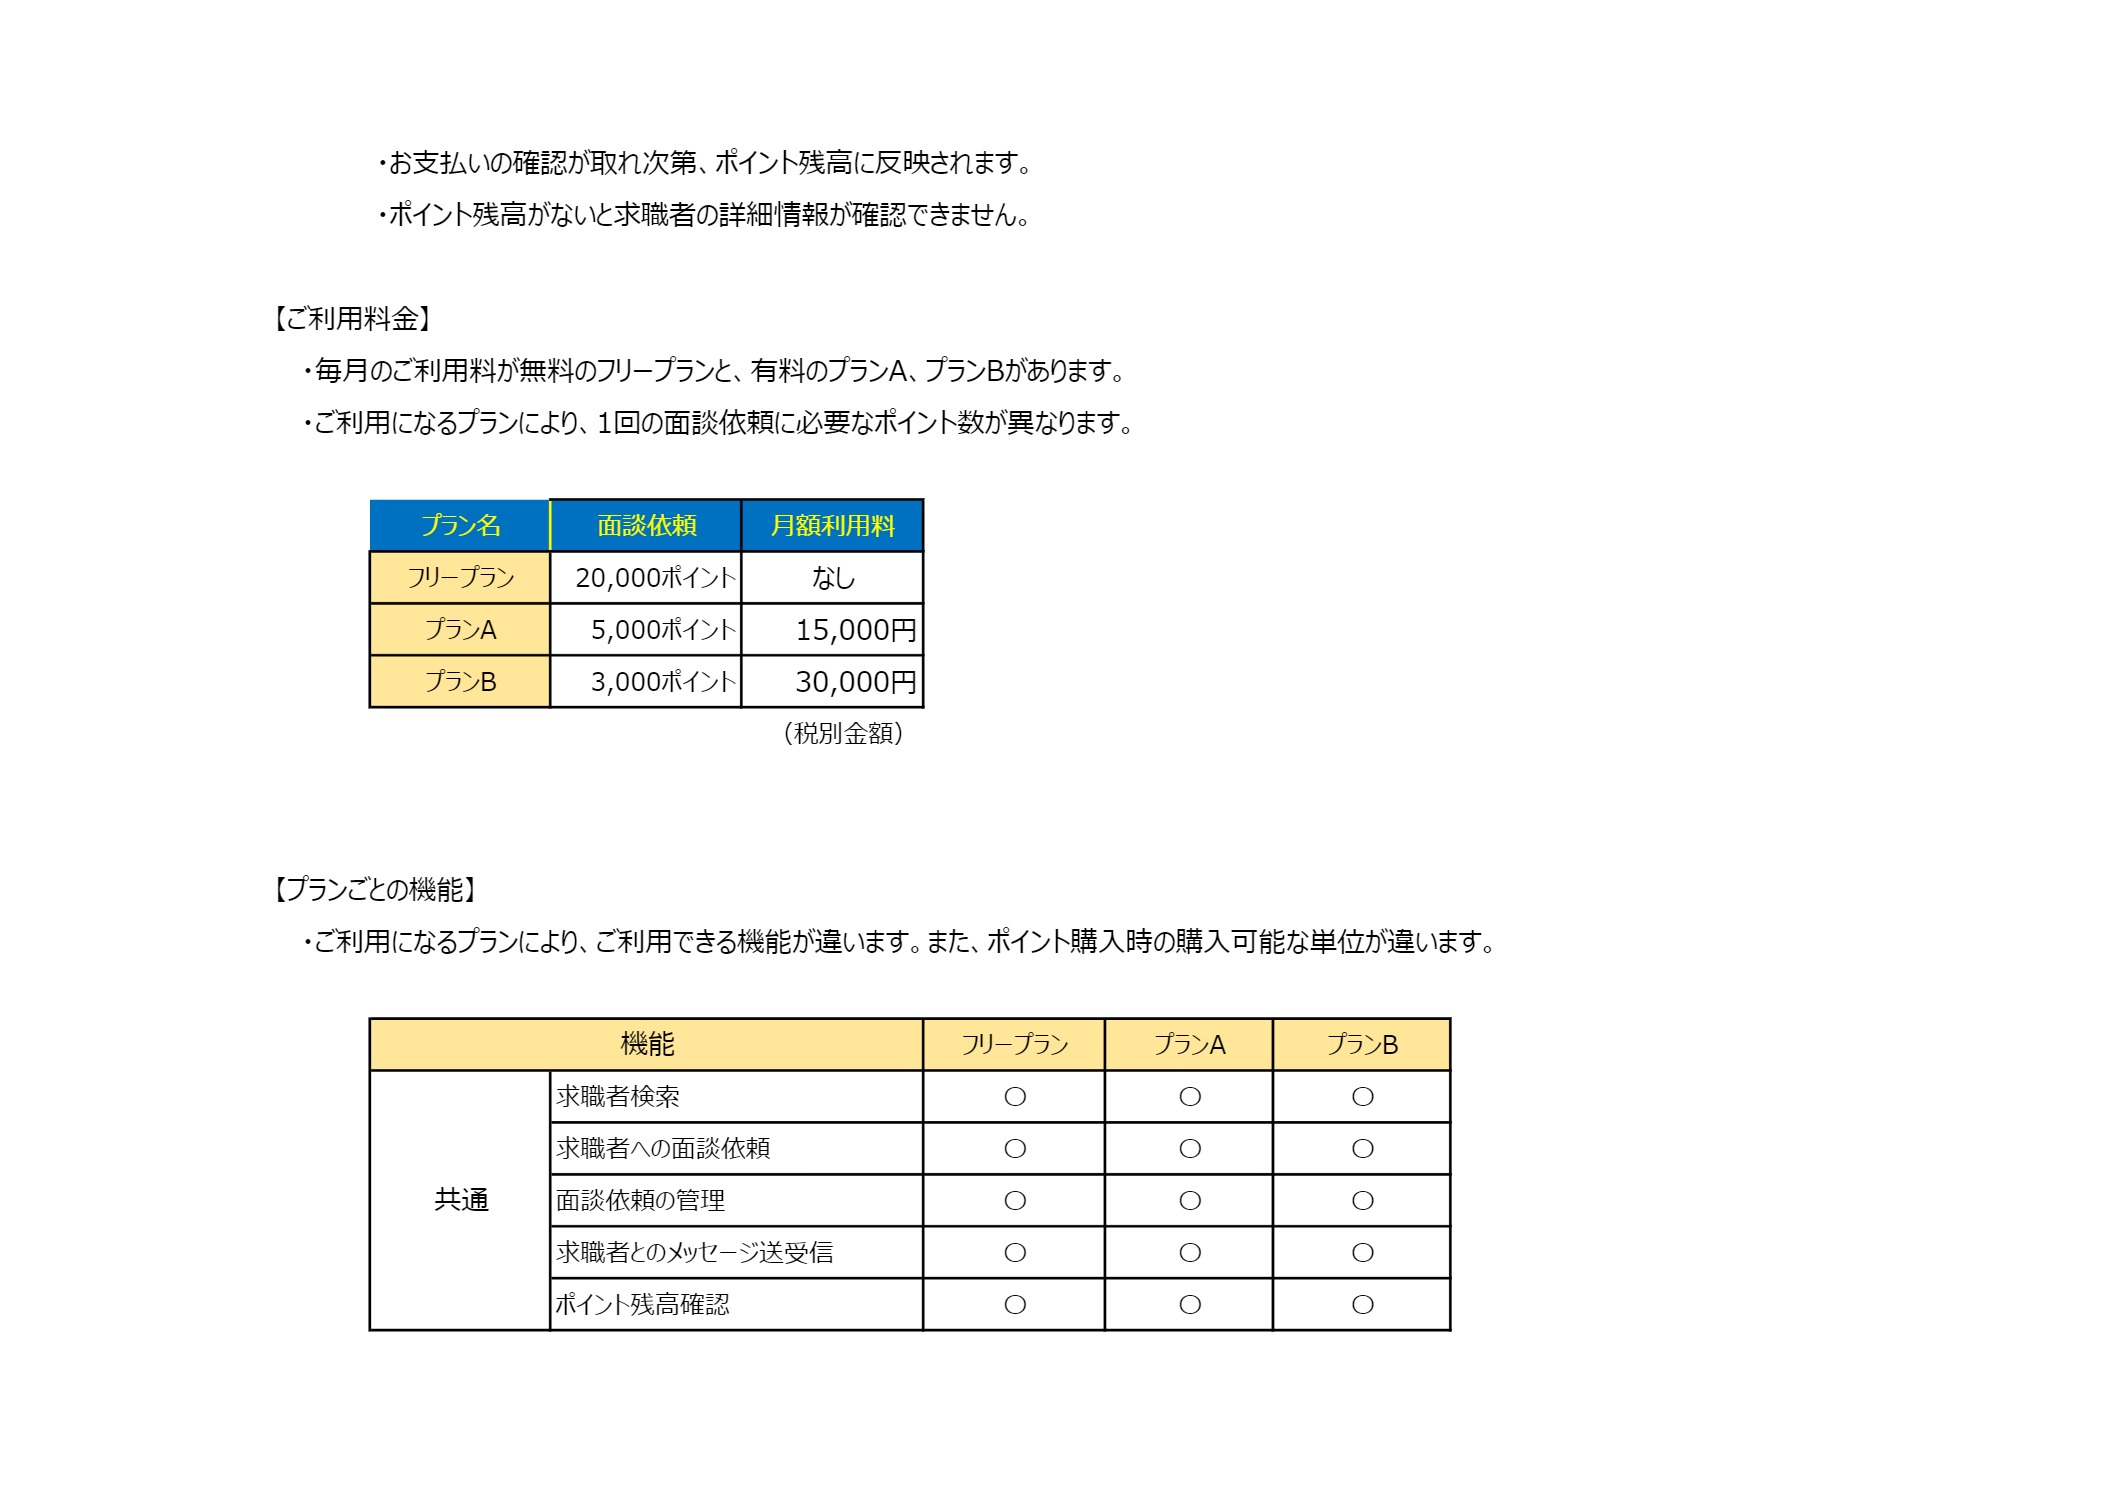 ・お支払いの確認が取れ次第、ポイント残高に反映されます。
・ポイント残高がないと求職者の詳細情報が確認できません。
【ご利用料金】
・毎月のご利用料が無料のフリープランと、有料のプランA、プランBがあります。
・ご利用になるプランにより、1回の面談依頼に必要なポイント数が異なります。
プラン名 面談依頼 月額利用料
フリープラン 20,000ポイント なし
プランA 5,000ポイント 15,000円
プランB 3,000ポイント 30,000円
（税別金額）
【プランごとの機能】
・ご利用になるプランにより、ご利用できる機能が違います。また、ポイント購入時の購入可能な単位が違います。
機能 フリープラン プランA プランB
共通
求職者検索 ○ ○ ○
求職者への面談依頼 ○ ○ ○
面談依頼の管理 ○ ○ ○
求職者とのメッセージ送受信 ○ ○ ○
ポイント残高確認 ○ ○ ○